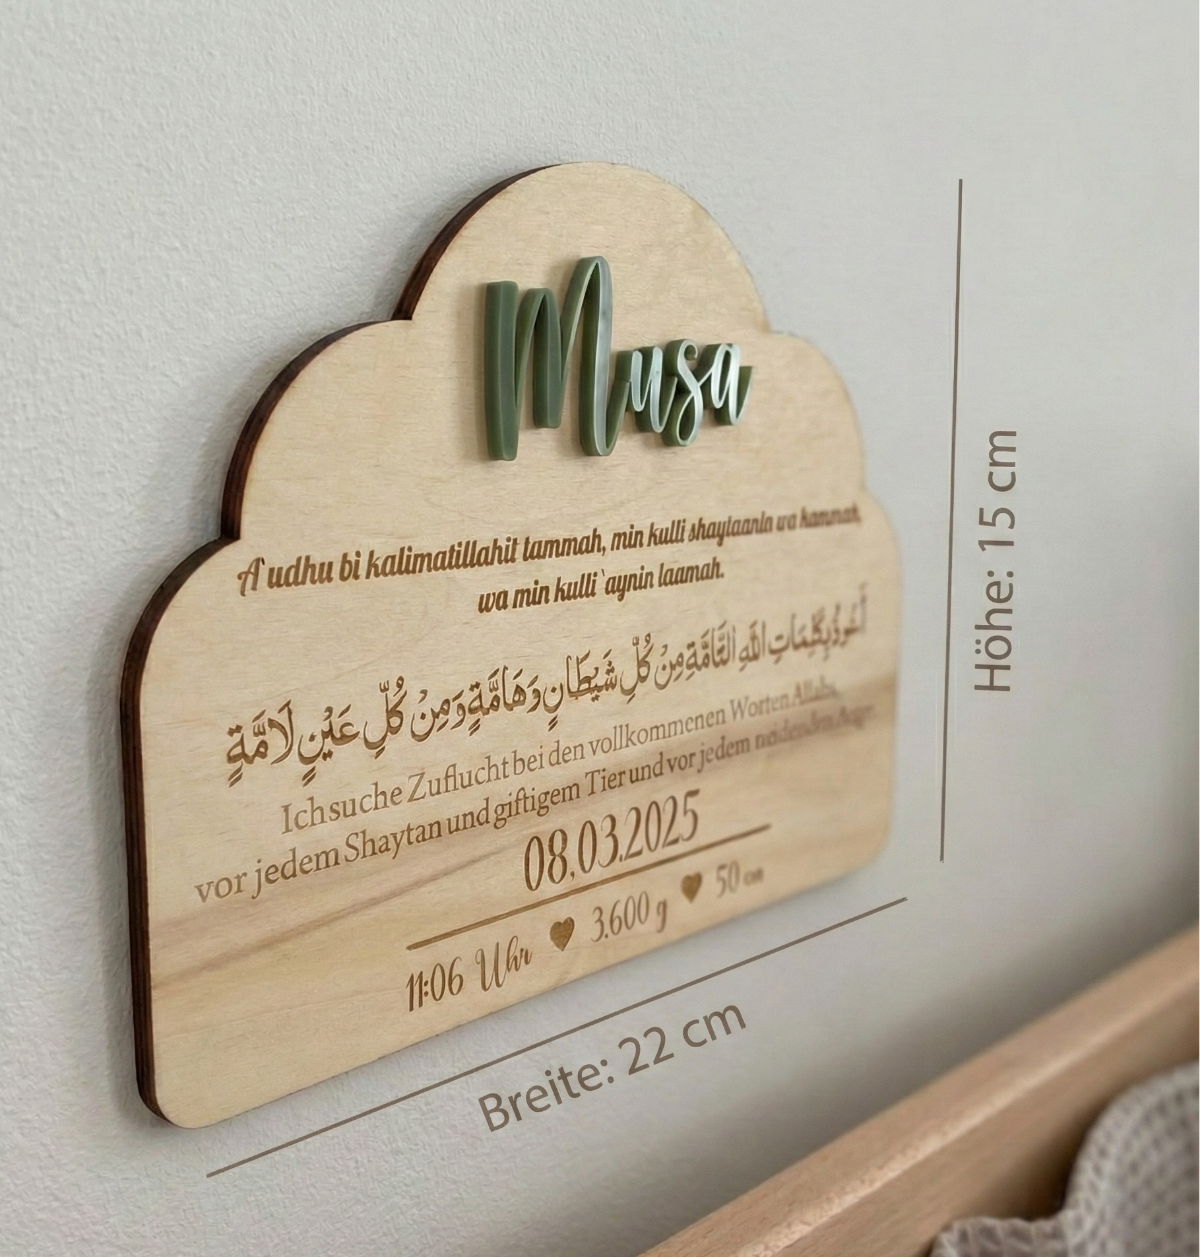 Musa
A'udhu bi kalimatillahit tammah, min kulli shaytaanin wa hammah,
wa min kulli `aynin laamah.
أَعُوذُ بِكَلِمَاتِ اللَّهِ التَّامَّةِ مِنْ كُلِّ شَيْطَانٍ وَهَامَّةٍ وَمِنْ كُلِّ عَيْنٍ لَامَّةٍ
Ich suche Zuflucht bei den vollkommenen Worten Allahs,
vor jedem Shaytan und giftigem Tier und vor jedem neidenden Auge.
08.03.2025
11:06 Uhr ♥ 3.600 g ♥ 50 cm
Höhe: 15 cm
Breite: 22 cm